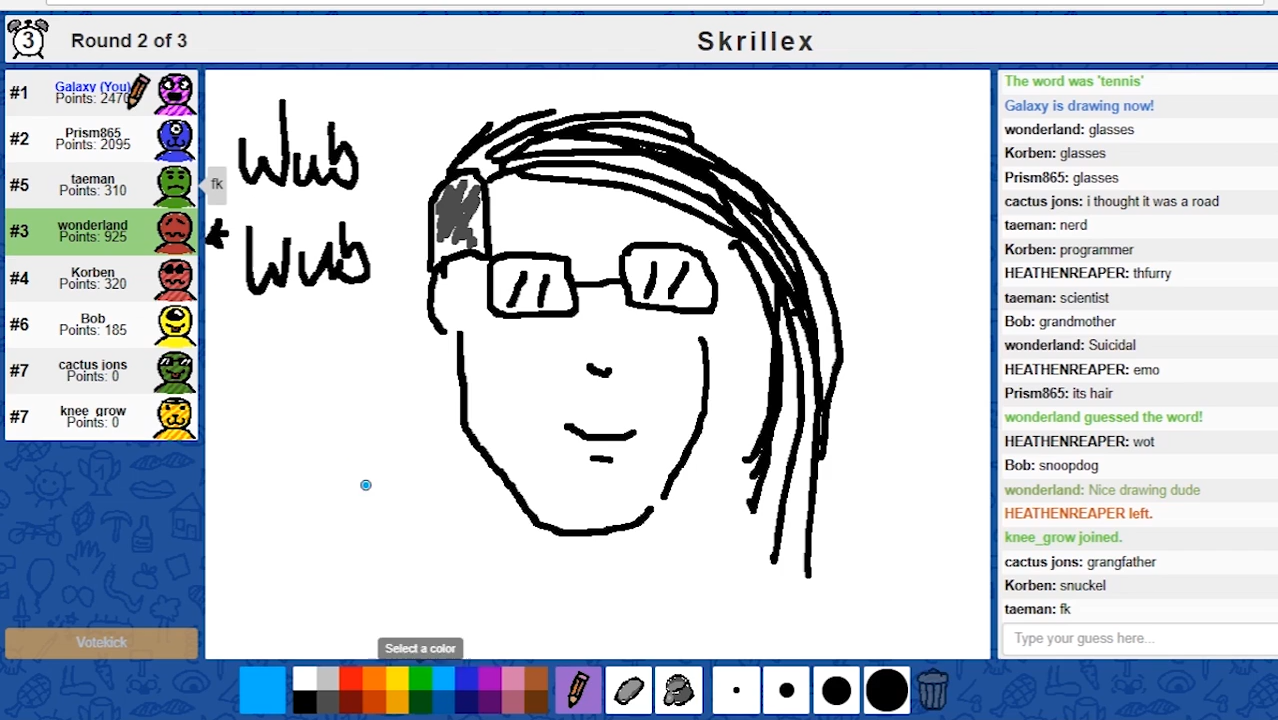 3
Round 2 of 3
Skrillex
#1
Galaxy (You)
Points: 2470
#2
Prism865
Points: 2095
#5
taeman
Points: 310
fk
#3
wonderland
Points: 925
#4
Korben
Points: 320
#6
Bob
Points: 185
#7
cactus jons
Points: 0
#7
knee_grow
Points: 0
Votekick
Wub
Wub
Select a color
The word was 'tennis'
Galaxy is drawing now!
wonderland: glasses
Korben: glasses
Prism865: glasses
cactus jons: i thought it was a road
taeman: nerd
Korben: programmer
HEATHENREAPER: thfurry
taeman: scientist
Bob: grandmother
wonderland: Suicidal
HEATHENREAPER: emo
Prism865: its hair
wonderland guessed the word!
HEATHENREAPER: wot
Bob: snoopdog
wonderland: Nice drawing dude
HEATHENREAPER left.
knee_grow joined.
cactus jons: grangfather
Korben: snuckel
taeman: fk
Type your guess here...